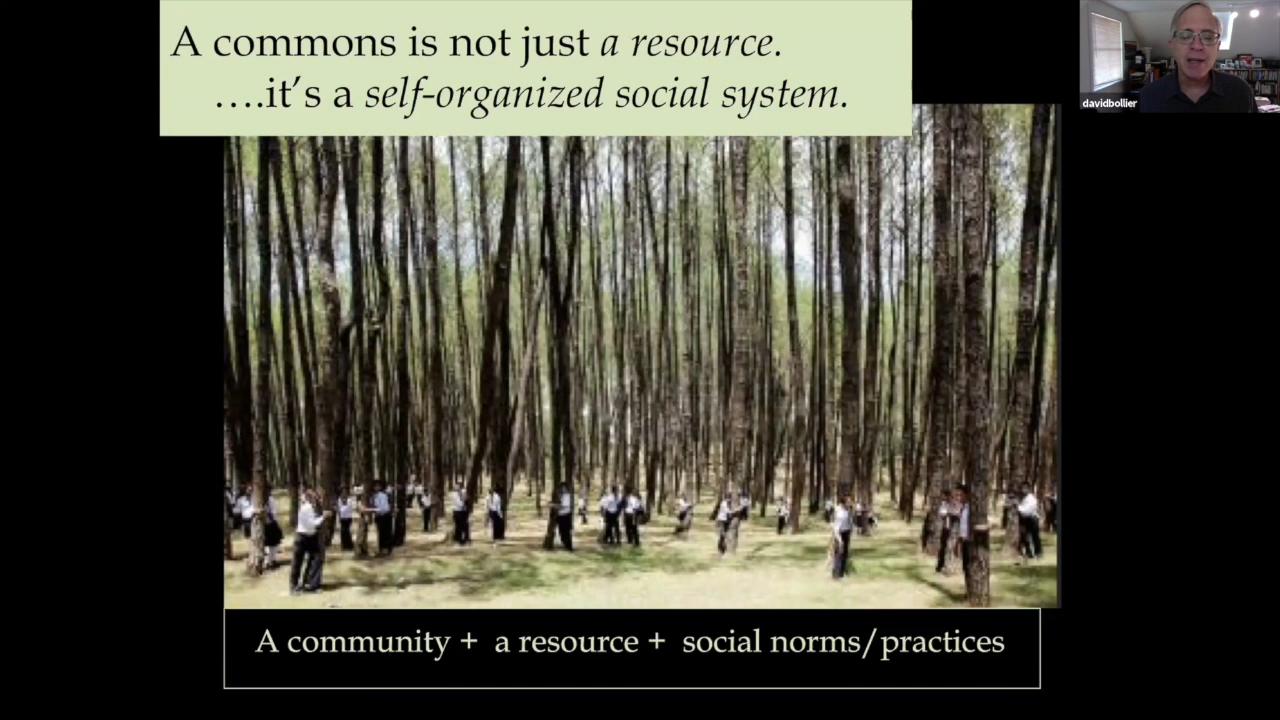 A commons is not just a resource.
....it's a self-organized social system.
davidbollier
A community + a resource + social norms/practices